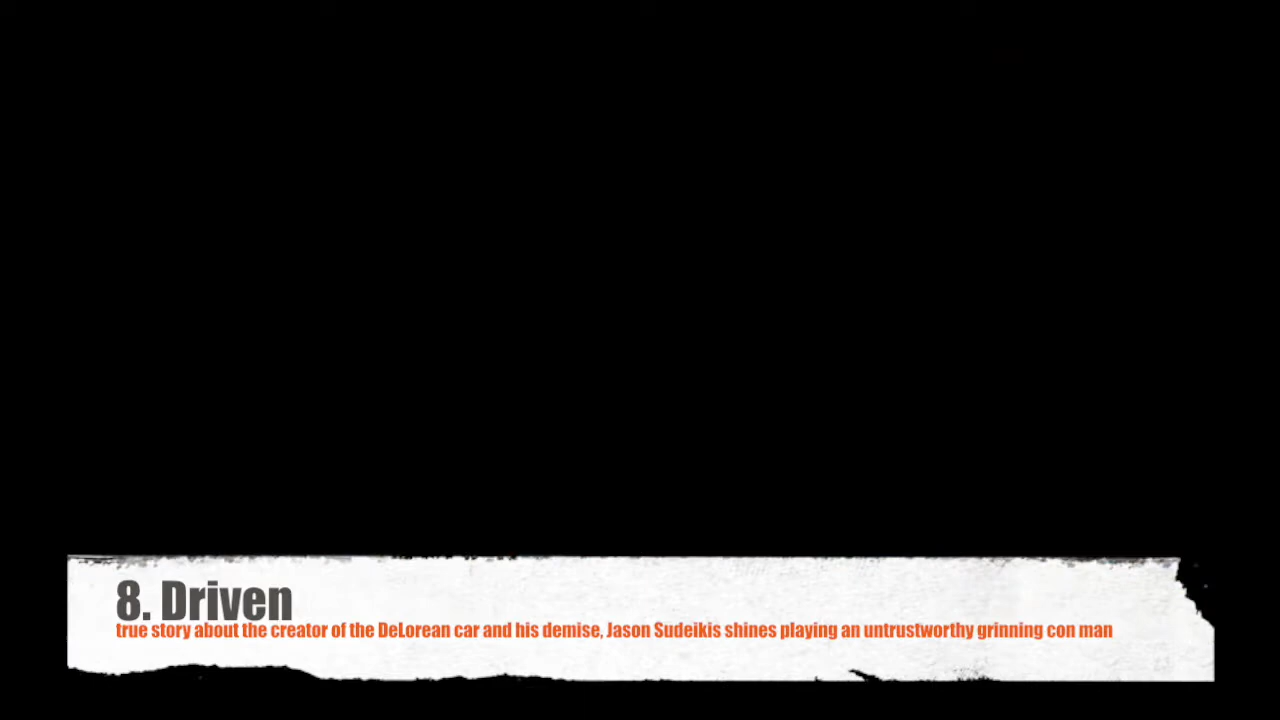 8. Driven
true story about the creator of the DeLorean car and his demise, Jason Sudeikis shines playing an untrustworthy grinning con man